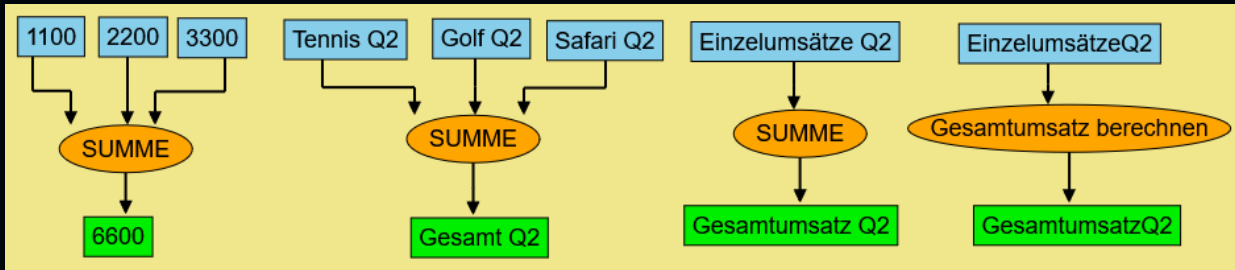 1100 2200 3300
SUMME
6600
Tennis Q2 Golf Q2 Safari Q2
SUMME
Gesamt Q2
Einzelumsätze Q2
SUMME
Gesamtumsatz Q2
EinzelumsätzeQ2
Gesamtumsatz berechnen
GesamtumsatzQ2